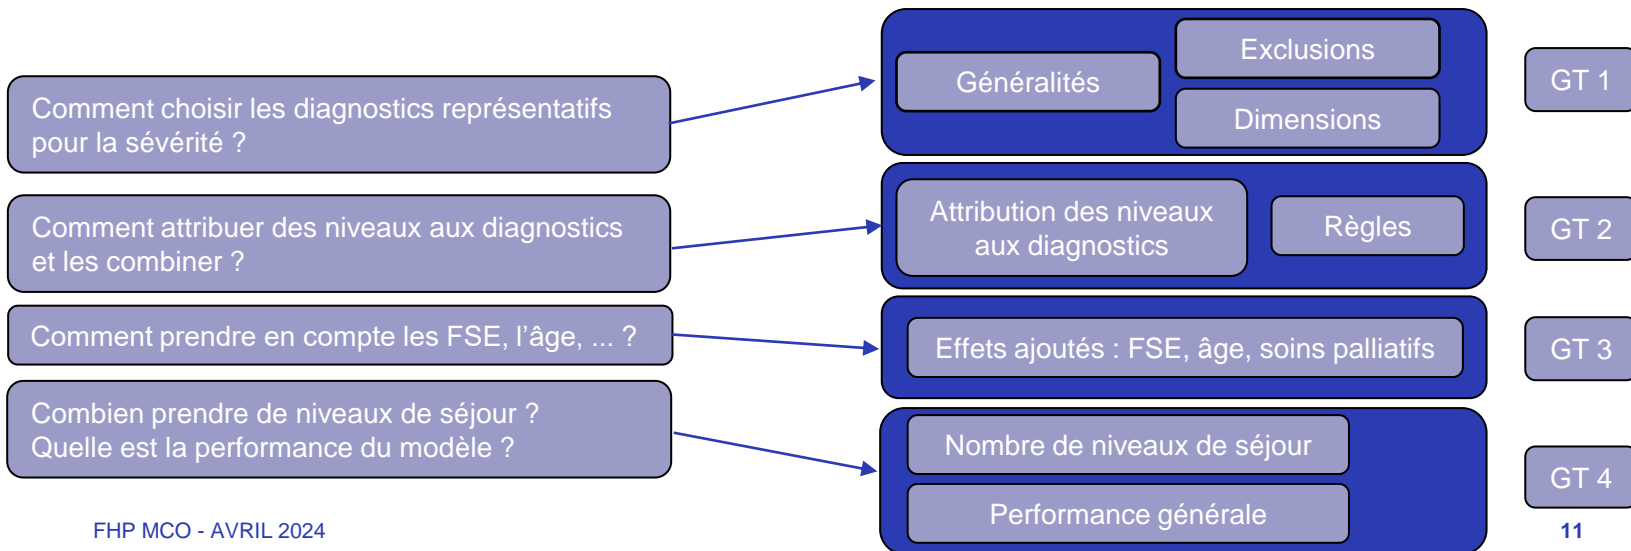 Comment choisir les diagnostics représentatifs
pour la sévérité ?
Généralités
Exclusions
Dimensions
GT 1
Comment attribuer des niveaux aux diagnostics
et les combiner ?
Attribution des niveaux
aux diagnostics
Règles
GT 2
Comment prendre en compte les FSE, l’âge, ... ?
Effets ajoutés : FSE, âge, soins palliatifs
GT 3
Combien prendre de niveaux de séjour ?
Quelle est la performance du modèle ?
Nombre de niveaux de séjour
Performance générale
GT 4
FHP MCO - AVRIL 2024
11